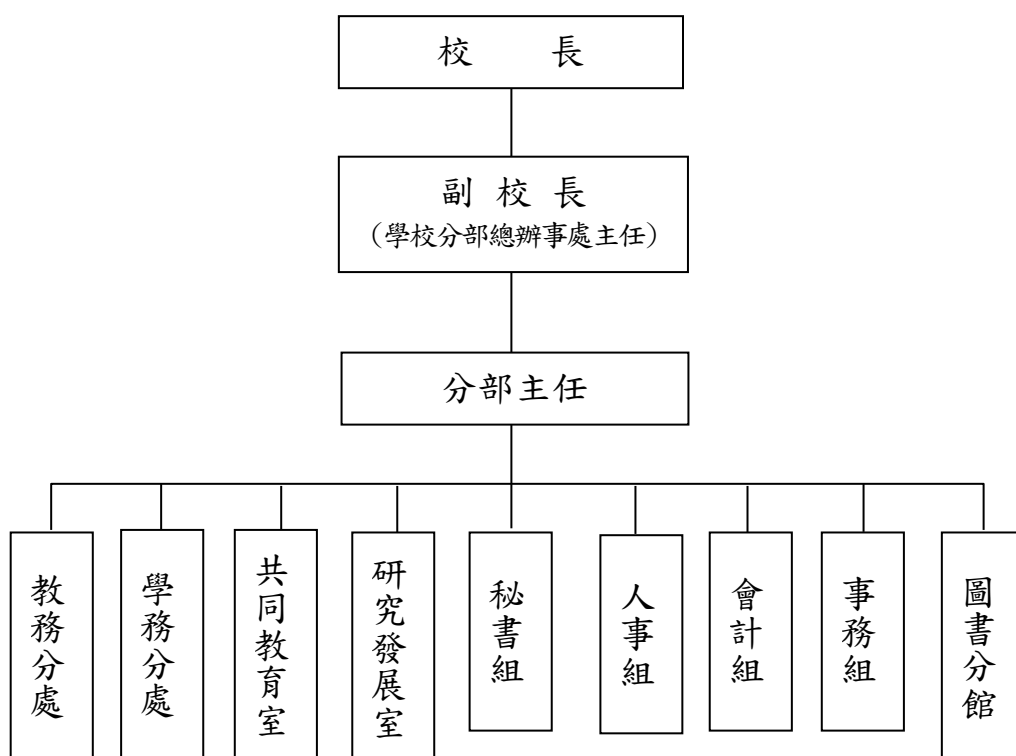 校 長
副 校 長
（學校分部總辦事處主任）
分部主任
教務分處
學務分處
共同教育室
研究發展室
秘書組
人事組
會計組
事務組
圖書分館